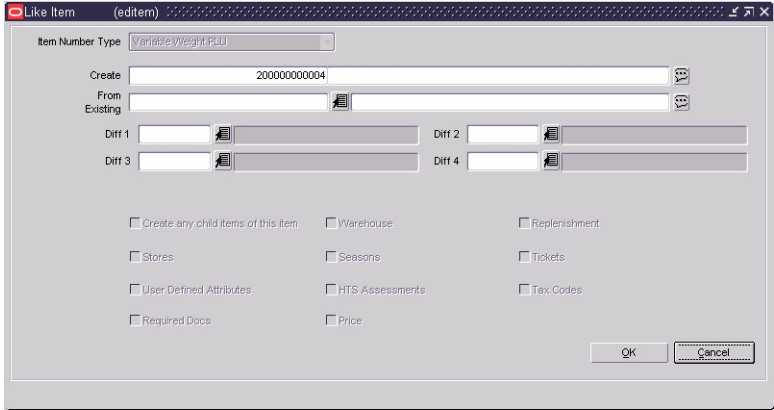 Like Item (editem)
Item Number Type Variable Weight PLU
Create 200000000004
From Existing
Diff 1 Diff 2
Diff 3 Diff 4
Create any child items of this item Warehouse Replenishment
Stores Seasons Tickets
User Defined Attributes HTS Assessments Tax Codes
Required Docs Price
OK Cancel